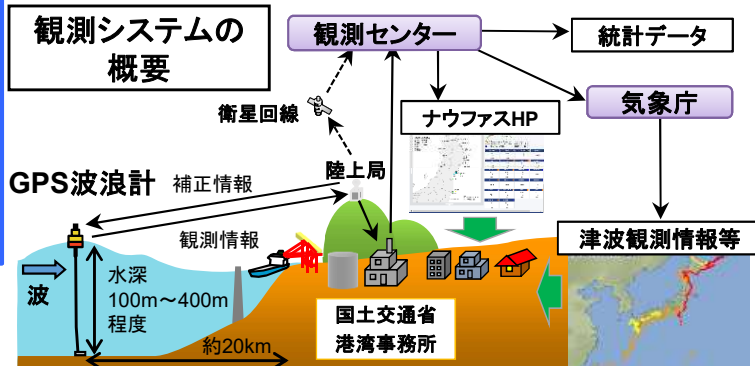 観測システムの
概要
観測センター
統計データ
衛星回線
ナウファスHP
気象庁
陸上局
GPS波浪計
補正情報
観測情報
津波観測情報等
波
水深
100m～400m
程度
国土交通省
港湾事務所
約20km